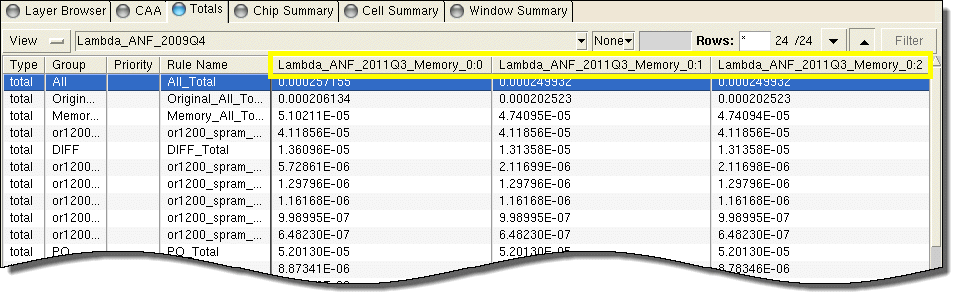 Layer Browser CAA Totals Chip Summary Cell Summary Window Summary
View Lambda_ANF_2009Q4 None Rows: * 24 /24 Filter
Type Group Priority Rule Name Lambda_ANF_2011Q3_Memory_0:0 Lambda_ANF_2011Q3_Memory_0:1 Lambda_ANF_2011Q3_Memory_0:2
total All All_Total 0.000257155 0.000249932 0.000249932
total Origin... Original_All_To... 0.000206134 0.000202523 0.000202523
total Memor... Memory_All_To... 5.10211E-05 4.74095E-05 4.74094E-05
total or1200... or1200_spram_... 4.11856E-05 4.11856E-05 4.11856E-05
total DIFF DIFF_Total 1.36096E-05 1.31358E-05 1.31358E-05
total or1200... or1200_spram_... 5.72861E-06 2.11699E-06 2.11698E-06
total or1200... or1200_spram_... 1.29796E-06 1.29796E-06 1.29796E-06
total or1200... or1200_spram_... 1.16168E-06 1.16168E-06 1.16168E-06
total or1200... or1200_spram_... 9.98995E-07 9.98995E-07 9.98995E-07
total or1200... or1200_spram_... 6.48230E-07 6.48230E-07 6.48230E-07
total PO PO_Total 5.20130E-05 5.20130E-05 5.20130E-05
8.87341E-06 8.78346E-06